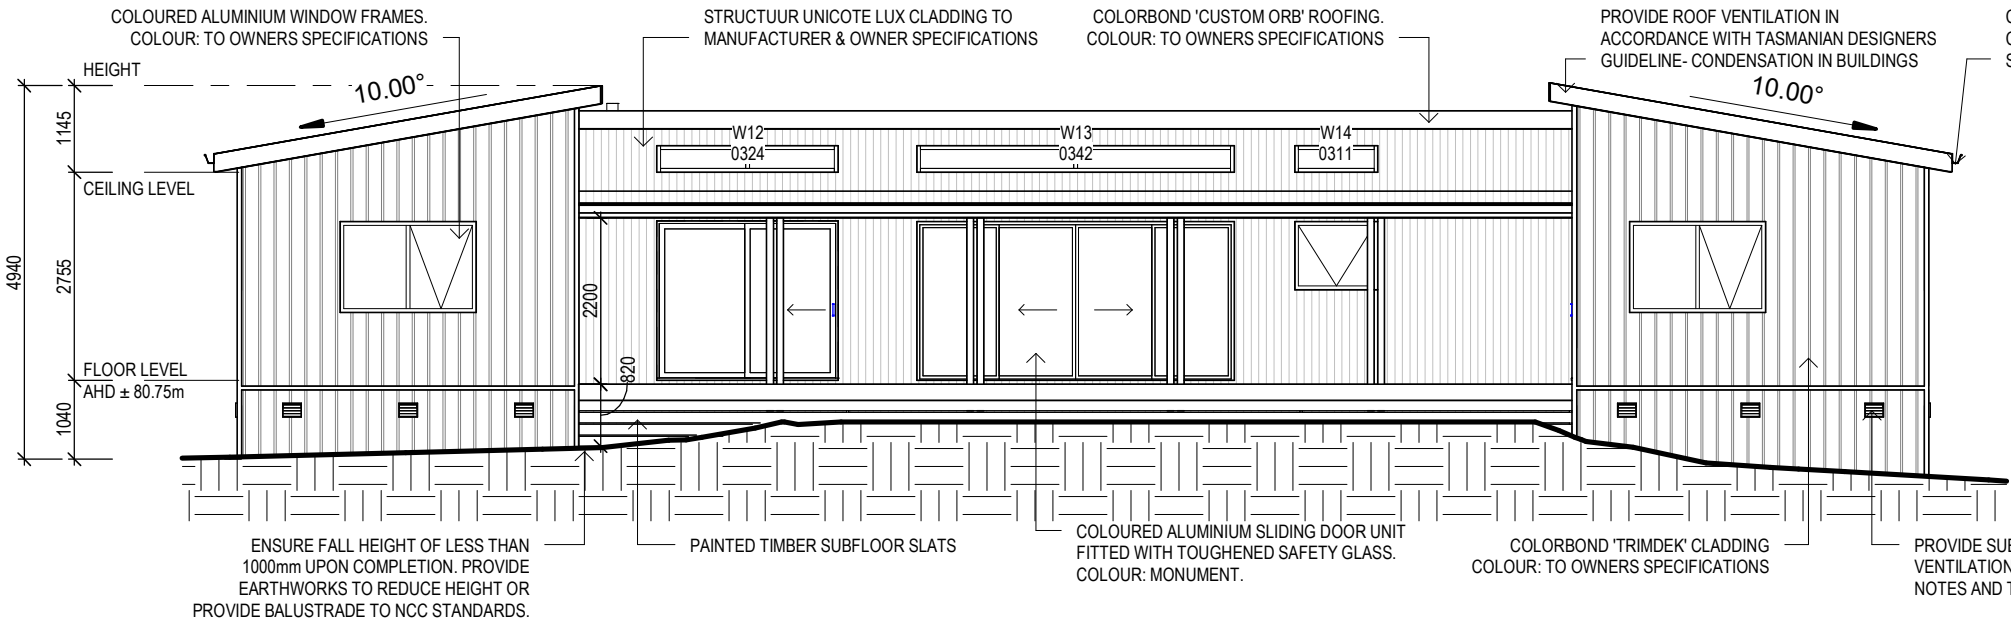 COLOURED ALUMINIUM WINDOW FRAMES.
COLOUR: TO OWNERS SPECIFICATIONS
STRUCTUUR UNICOTE LUX CLADDING TO
MANUFACTURER & OWNER SPECIFICATIONS
COLORBOND 'CUSTOM ORB' ROOFING.
COLOUR: TO OWNERS SPECIFICATIONS
PROVIDE ROOF VENTILATION IN
ACCORDANCE WITH TASMANIAN DESIGNERS
GUIDELINE- CONDENSATION IN BUILDINGS
HEIGHT
10.00°
10.00°
1145
W12
0324
W13
0342
W14
0311
CEILING LEVEL
4940
2755
2200
820
FLOOR LEVEL
AHD ± 80.75m
1040
ENSURE FALL HEIGHT OF LESS THAN
1000mm UPON COMPLETION. PROVIDE
EARTHWORKS TO REDUCE HEIGHT OR
PROVIDE BALUSTRADE TO NCC STANDARDS.
PAINTED TIMBER SUBFLOOR SLATS
COLOURED ALUMINIUM SLIDING DOOR UNIT
FITTED WITH TOUGHENED SAFETY GLASS.
COLOUR: MONUMENT.
COLORBOND 'TRIMDEK' CLADDING
COLOUR: TO OWNERS SPECIFICATIONS
PROVIDE
VENTILATION
NOTES AND